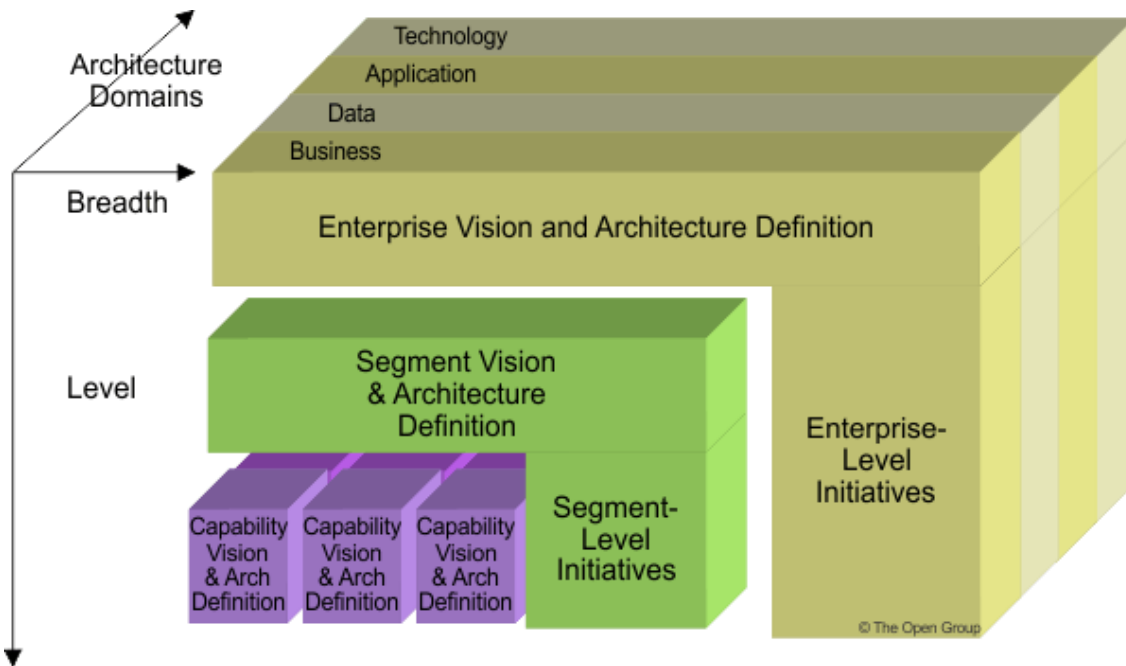 Technology
Architecture
Domains
Application
Data
Business
Breadth
Enterprise Vision and Architecture Definition
Level
Segment Vision
& Architecture
Definition
Enterprise-
Level
Initiatives
Capability
Vision
& Arch
Definition
Capability
Vision
& Arch
Definition
Capability
Vision
& Arch
Definition
Segment-
Level
Initiatives
© The Open Group